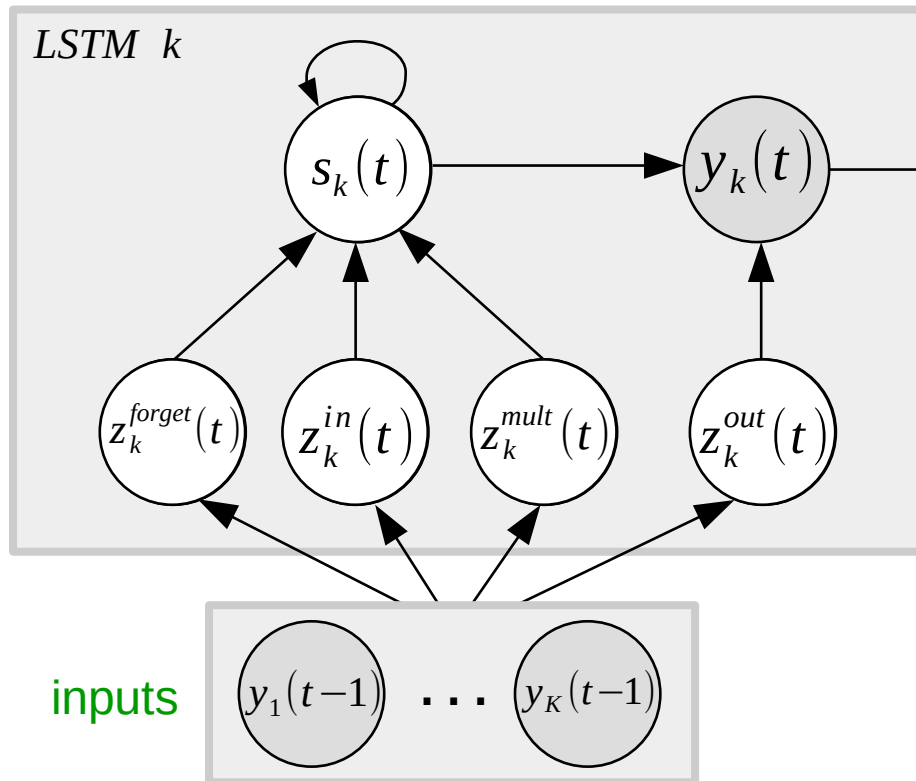 LSTM k
s_k(t)
y_k(t)
z_k^{forget}(t)
z_k^{in}(t)
z_k^{mult}(t)
z_k^{out}(t)
inputs
y_1(t−1)
...
y_K(t−1)